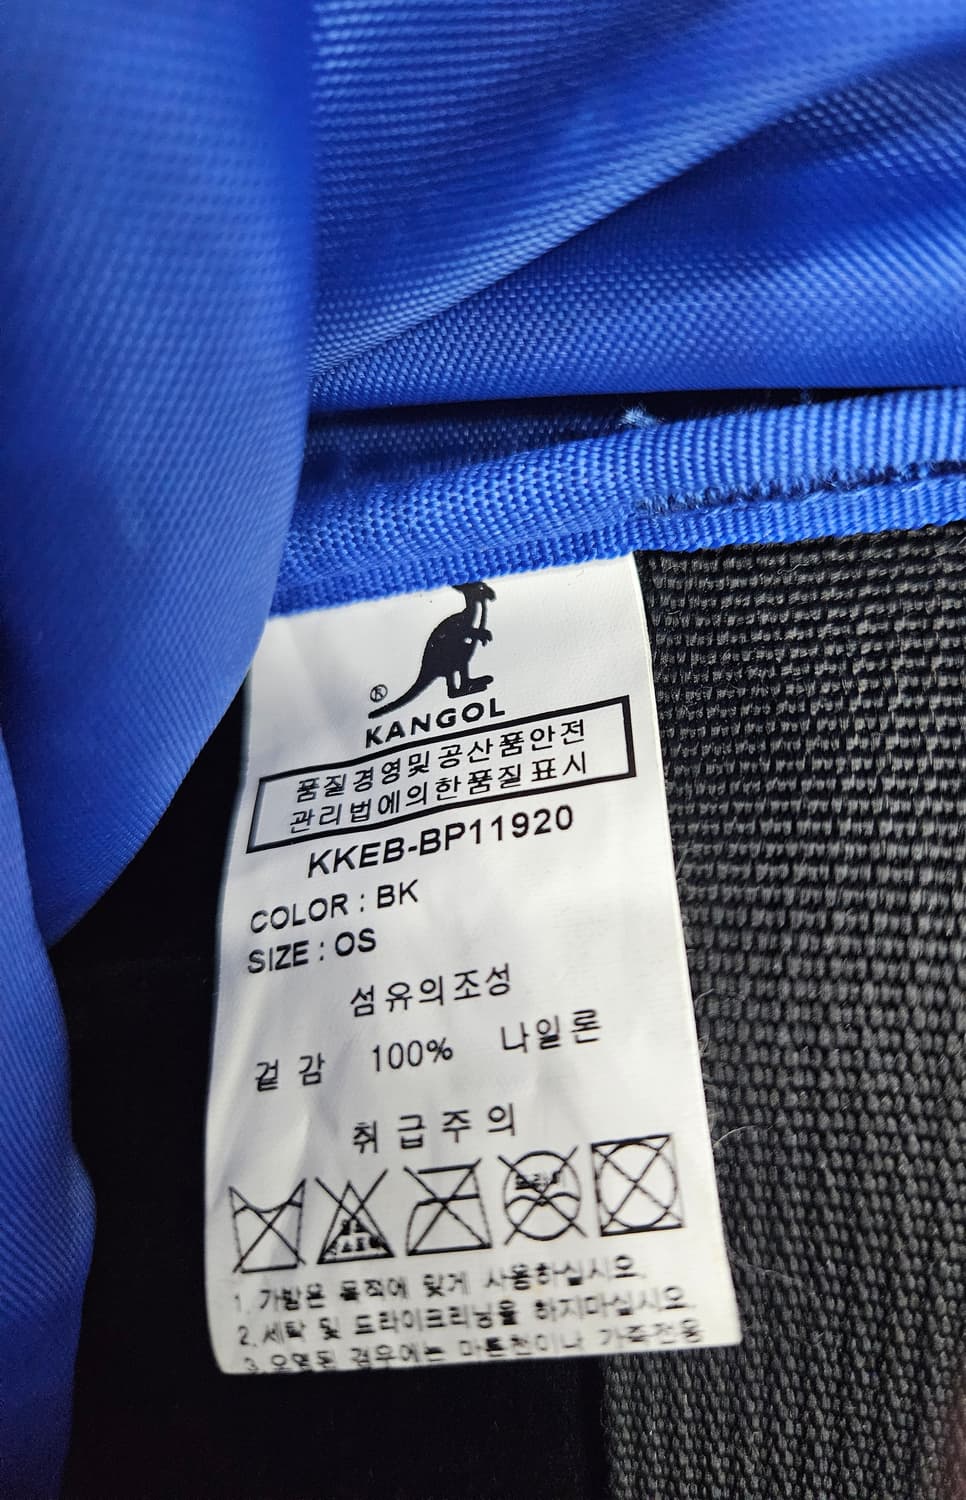 ®
KANGOL
품질경영및공산품안전
관리법에의한품질표시
KKEB-BP11920
COLOR : BK
SIZE : OS
섬유의조성
겉감 100% 나일론
취급주의
드라이
1. 가방은 목적에 맞게 사용하십시오.
2. 세탁 및 드라이크리닝을 하지마십시오.
3. 오염된 경우에는 마른천이나 가죽전용